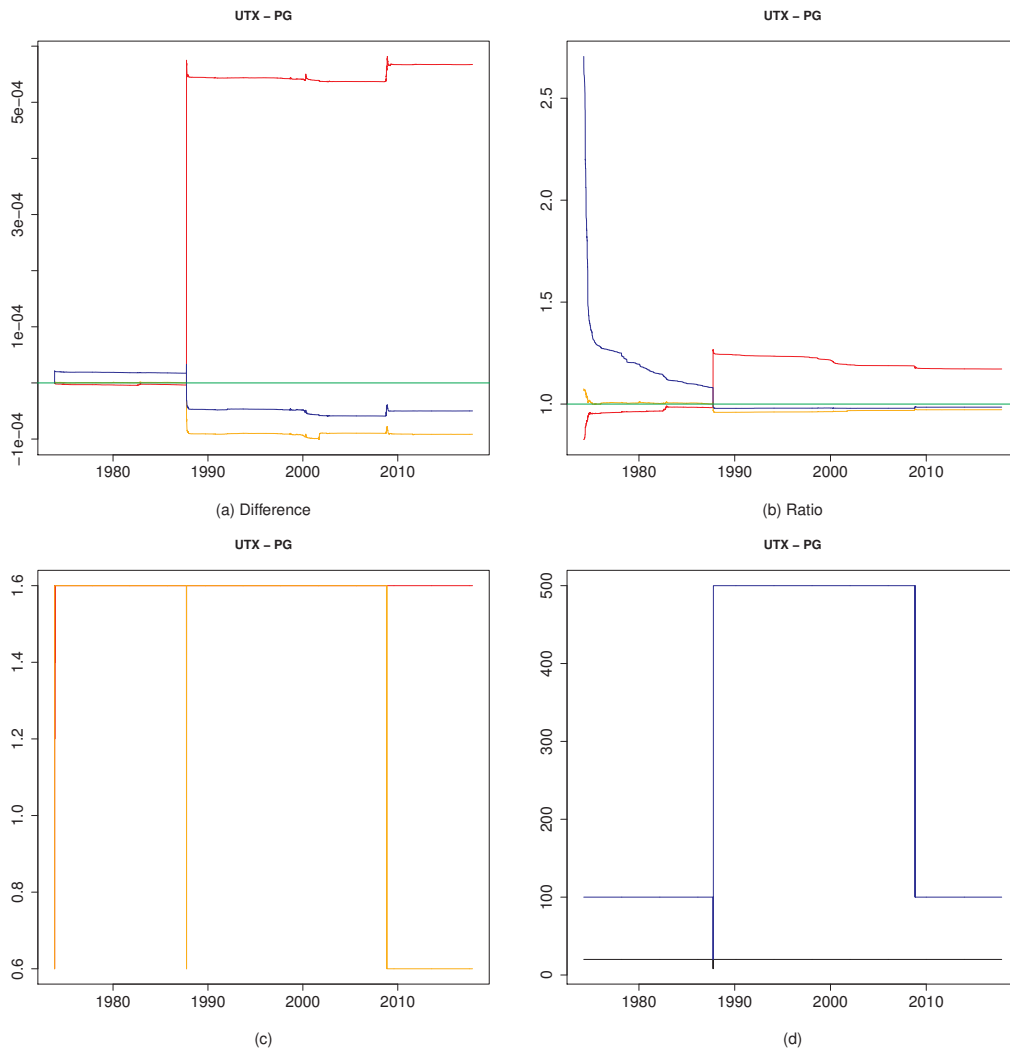 UTX – PG
5e−04
3e−04
1e−04
−1e−04
1980 1990 2000 2010
(a) Difference
UTX – PG
2.5
2.0
1.5
1.0
1980 1990 2000 2010
(b) Ratio
UTX – PG
1.6
1.4
1.2
1.0
0.8
0.6
1980 1990 2000 2010
(c)
UTX – PG
500
400
300
200
100
0
1980 1990 2000 2010
(d)